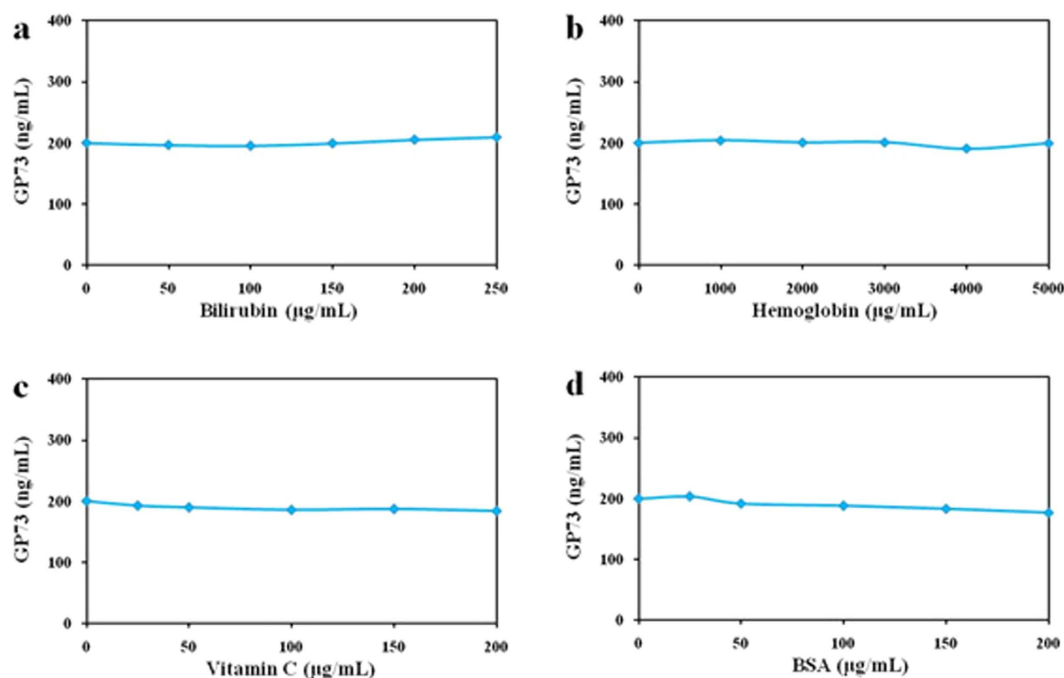 a
GP73 (ng/mL)
400
300
200
100
0
0 50 100 150 200 250
Bilirubin (μg/mL)
b
GP73 (ng/mL)
400
300
200
100
0
0 1000 2000 3000 4000 5000
Hemoglobin (μg/mL)
c
GP73 (ng/mL)
400
300
200
100
0
0 50 100 150 200
Vitamin C (μg/mL)
d
GP73 (ng/mL)
400
300
200
100
0
0 50 100 150 200
BSA (μg/mL)